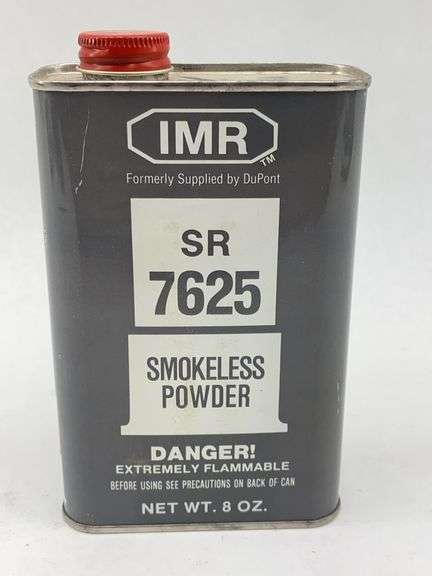 IMR
TM
Formerly Supplied by DuPont
SR
7625
SMOKELESS
POWDER
DANGER!
EXTREMELY FLAMMABLE
BEFORE USING SEE PRECAUTIONS ON BACK OF CAN
NET WT. 8 OZ.